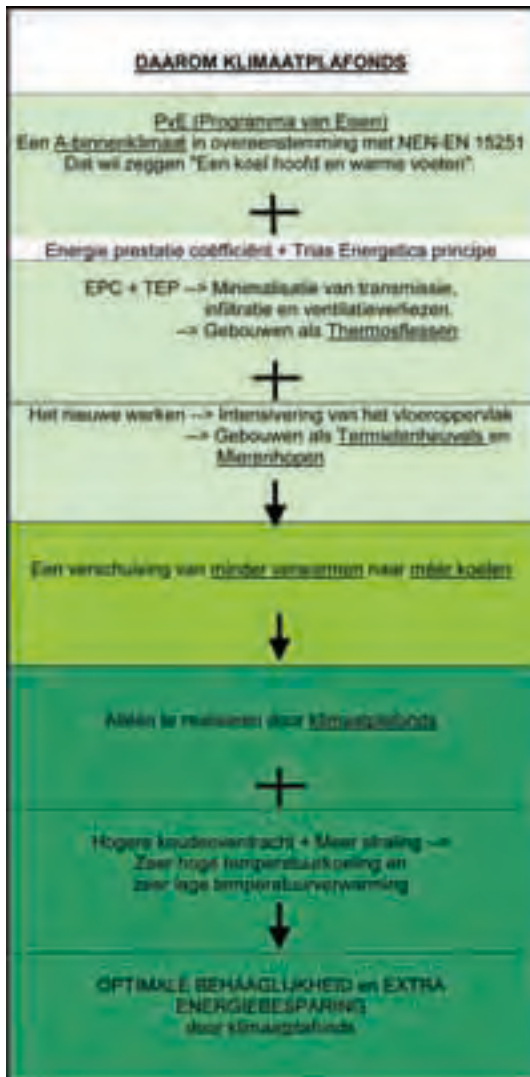 DAAROM KLIMAATPLAFONDS
PvE (Programma van Eisen)
Een A-binnenklimaat in overeenstemming met NEN-EN 15251
Dat wil zeggen "Een koel hoofd en warme voeten".
+
Energie prestatie coëfficiënt + Trias Energetica principe
EPC + TEP --> Minimalisatie van transmissie,
infiltratie en ventilatieverliezen.
--> Gebouwen als Thermosflessen
+
Het nieuwe werken --> Intensivering van het vloeroppervlak
--> Gebouwen als Termietenheuvels en
Mierenhopen
Een verschuiving van minder verwarmen naar méér koelen
Alléén te realiseren door klimaatplafonds
+
Hogere koudeoverdracht + Meer straling -->
Zeer hoge temperatuurkoeling en
zeer lage temperatuurverwarming
OPTIMALE BEHAAGLIJKHEID en EXTRA
ENERGIEBESPARING
door klimaatplafonds